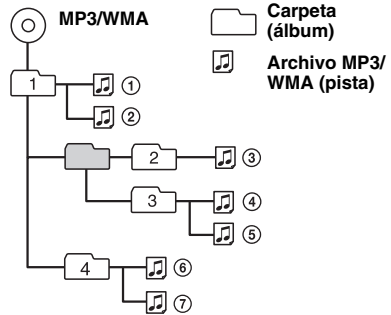 MP3/WMA
Carpeta
(álbum)
Archivo MP3/
WMA (pista)
1
①
②
2
③
3
④
⑤
4
⑥
⑦